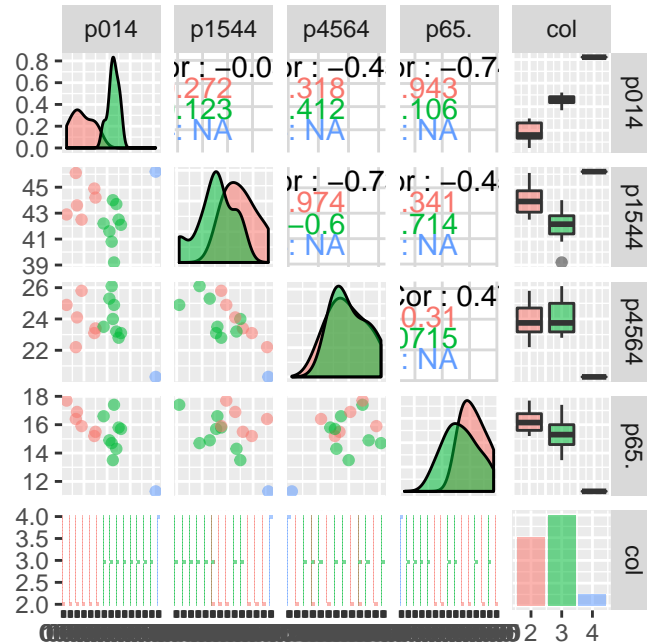 p014 p1544 p4564 p65. col
0.8
0.6
0.4
0.2
0.0
or : −0.0
.272
.123
: NA
or : −0.4
.318
.412
: NA
or : −0.7
.943
.106
: NA
p014
45
43
41
39
or : −0.7
.974
−0.6
: NA
or : −0.4
.341
.714
: NA
p1544
26
24
22
Cor : 0.4
0.31
0715
: NA
p4564
18
16
14
12
p65.
4.0
3.5
3.0
2.5
2.0
col
2 3 4